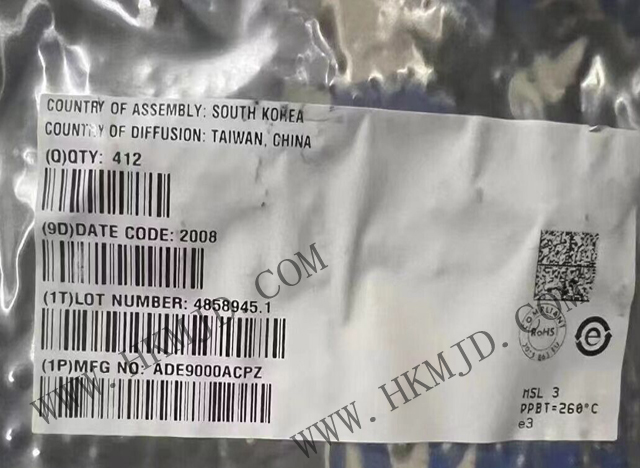 COUNTRY OF ASSEMBLY: SOUTH KOREA
COUNTRY OF DIFFUSION: TAIWAN, CHINA
(Q)QTY: 412
(9D)DATE CODE: 2008
(1T)LOT NUMBER: 4858945.1
(1P)MFG NO: ADE9000ACPZ
COMPLIANT
RoHS
e
MSL 3
PPBT=260°C
e3
WWW.HKMJD.COM
WWW.HKMJD.COM